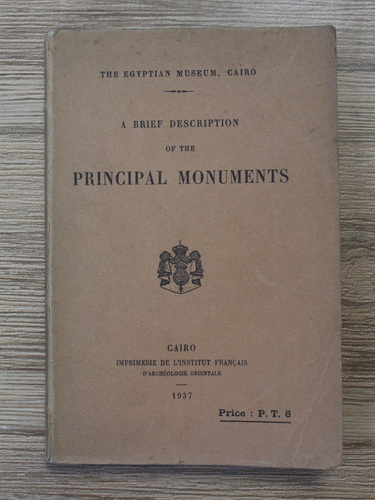 THE EGYPTIAN MUSEUM, CAIRO
A BRIEF DESCRIPTION
OF THE
PRINCIPAL MONUMENTS
CAIRO
IMPRIMERIE DE L'INSTITUT FRANÇAIS
D'ARCHÉOLOGIE ORIENTALE
1937
Price : P. T. 6